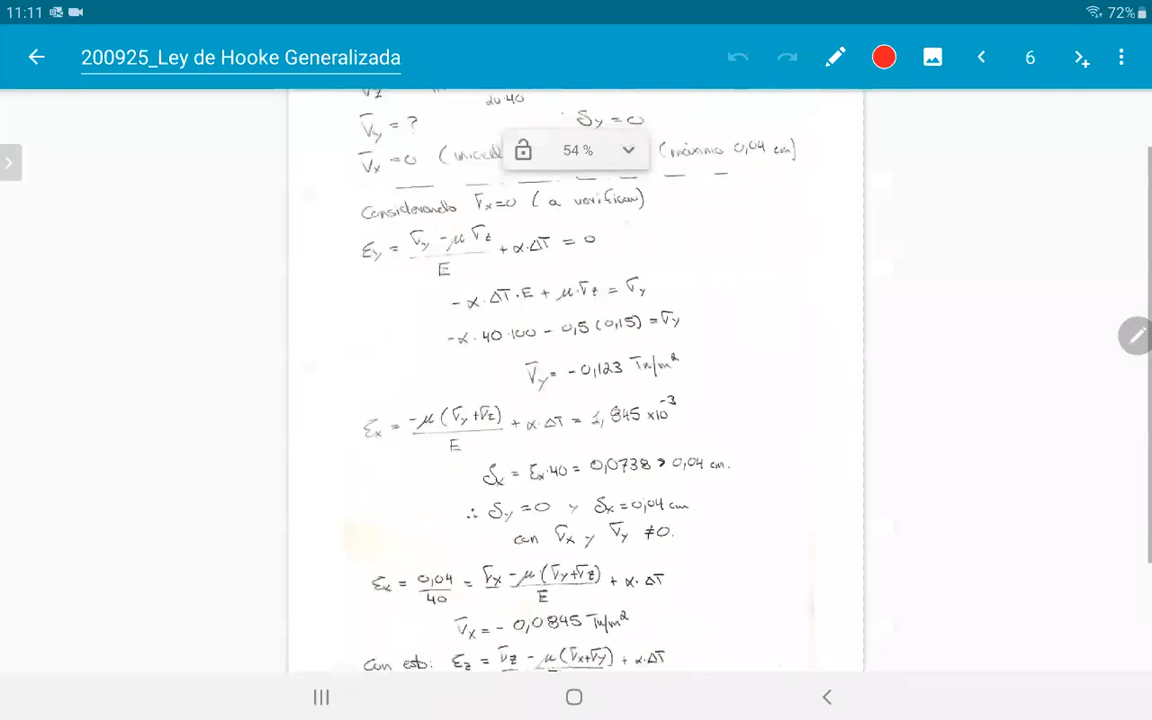 11:11 72%
200925_Ley de Hooke Generalizada 6
du·40
σy = ? δy = 0
σx = 0 (máximo 0,04 cm)
54 %
Considerando σx=0 (a verificar)
εy = σy - μσz / E + α·ΔT = 0
-α·ΔT·E + μ·σz = σy
-α·40·100 - 0,5(0,15) = σy
σy = -0,123 Tn/m²
εx = -μ(σy+σz) / E + α·ΔT = 1,845 x10⁻³
δx = εx·40 = 0,0738 > 0,04 cm.
∴ δy = 0 y δx = 0,04 cm
con σx y σy ≠ 0.
εx = 0,04 / 40 = σx - μ(σy+σz) / E + α·ΔT
σx = - 0,0845 Tn/m²
Con esto: εz = σz - μ(σx+σy) + α·ΔT